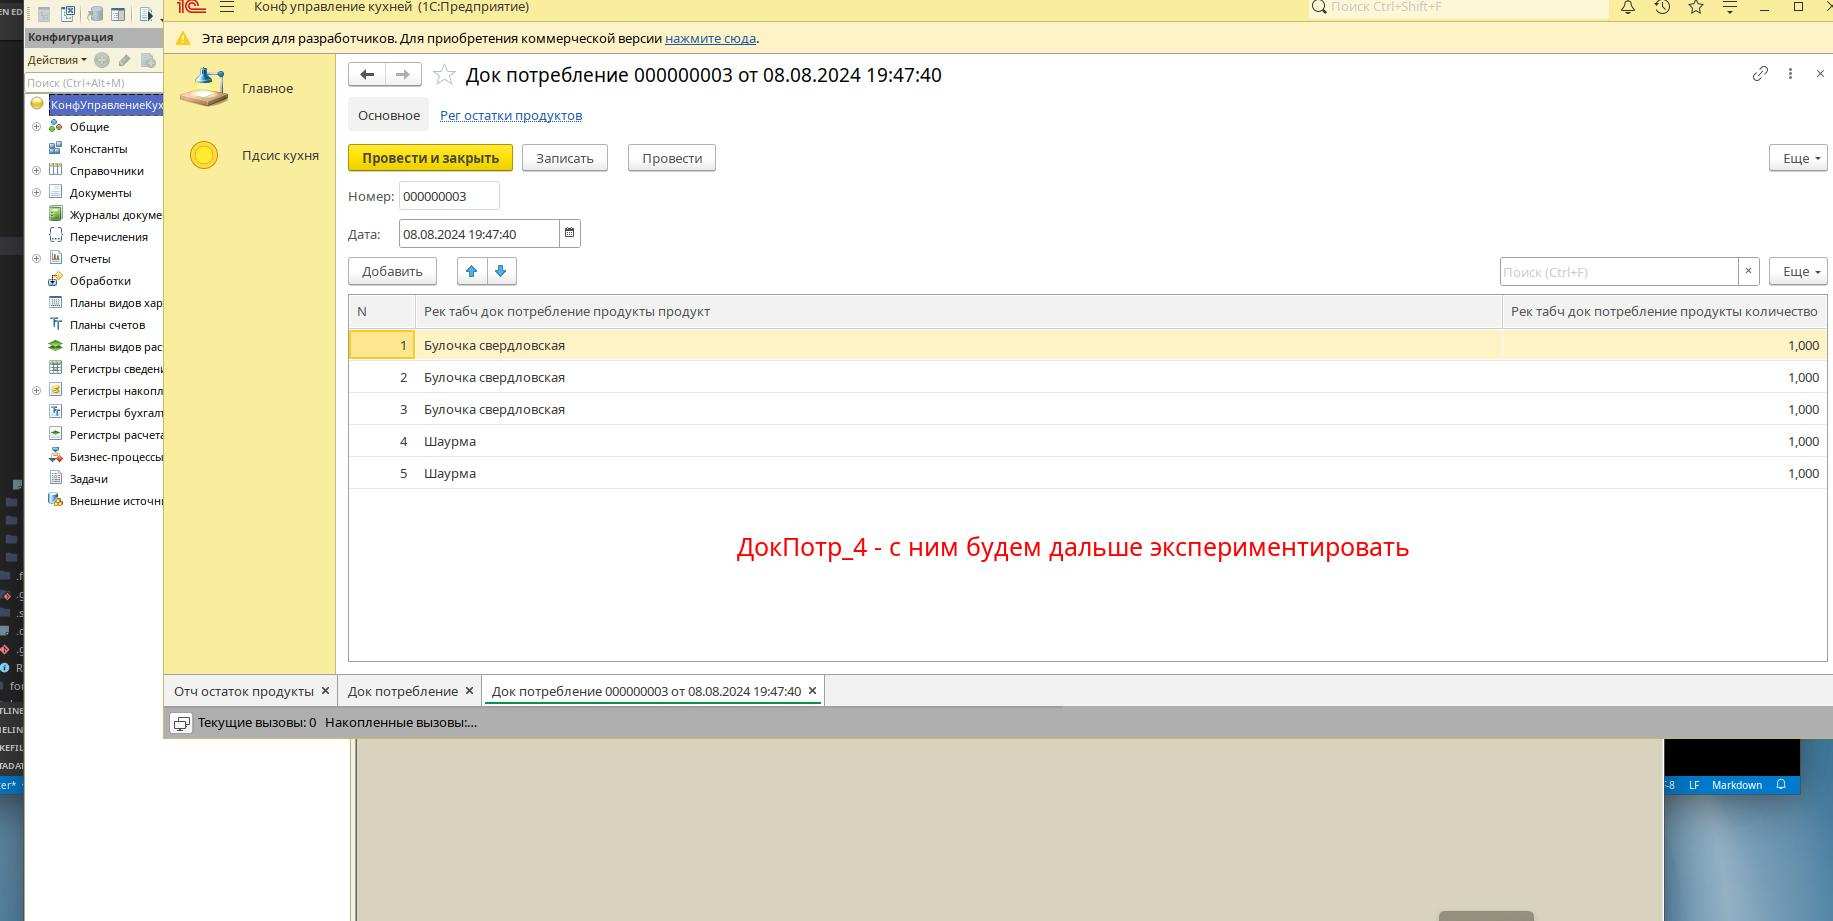 EN ED
Конф управление кухней (1С:Предприятие)
Поиск Ctrl+Shift+F
Эта версия для разработчиков. Для приобретения коммерческой версии нажмите сюда.
Конфигурация
Действия
Поиск (Ctrl+Alt+M)
КонфУправлениеКух
Общие
Константы
Справочники
Документы
Журналы докуме
Перечисления
Отчеты
Обработки
Планы видов хар
Планы счетов
Планы видов рас
Регистры сведен
Регистры накопл
Регистры бухгал
Регистры расчета
Бизнес-процессы
Задачи
Внешние источн
Главное
Пдсис кухня
Док потребление 000000003 от 08.08.2024 19:47:40
Основное Рег остатки продуктов
Провести и закрыть Записать Провести Еще
Номер: 000000003
Дата: 08.08.2024 19:47:40
Добавить Поиск (Ctrl+F) × Еще
N Рек табч док потребление продукты продукт Рек табч док потребление продукты количество
1 Булочка свердловская 1,000
2 Булочка свердловская 1,000
3 Булочка свердловская 1,000
4 Шаурма 1,000
5 Шаурма 1,000
ДокПотр_4 - с ним будем дальше экспериментировать
Отч остаток продукты × Док потребление × Док потребление 000000003 от 08.08.2024 19:47:40 ×
Текущие вызовы: 0 Накопленные вызовы:...
-8 LF Markdown